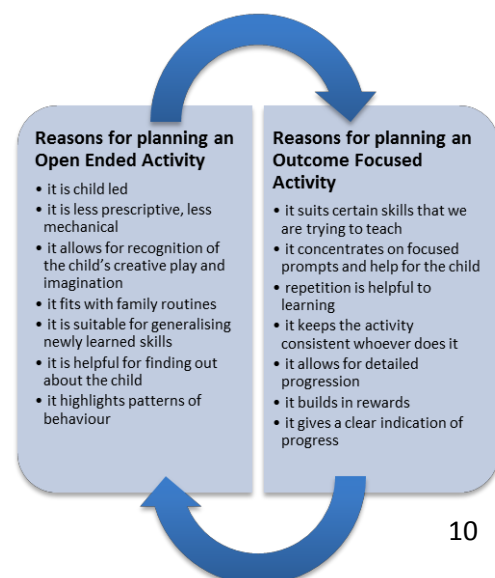 Reasons for planning an
Open Ended Activity
• it is child led
• it is less prescriptive, less
mechanical
• it allows for recognition of
the child's creative play and
imagination
• it fits with family routines
• it is suitable for generalising
newly learned skills
• it is helpful for finding out
about the child
• it highlights patterns of
behaviour
Reasons for planning an
Outcome Focused
Activity
• it suits certain skills that we
are trying to teach
• it concentrates on focused
prompts and help for the child
• repetition is helpful to
learning
• it keeps the activity
consistent whoever does it
• it allows for detailed
progression
• it builds in rewards
• it gives a clear indication of
progress
10